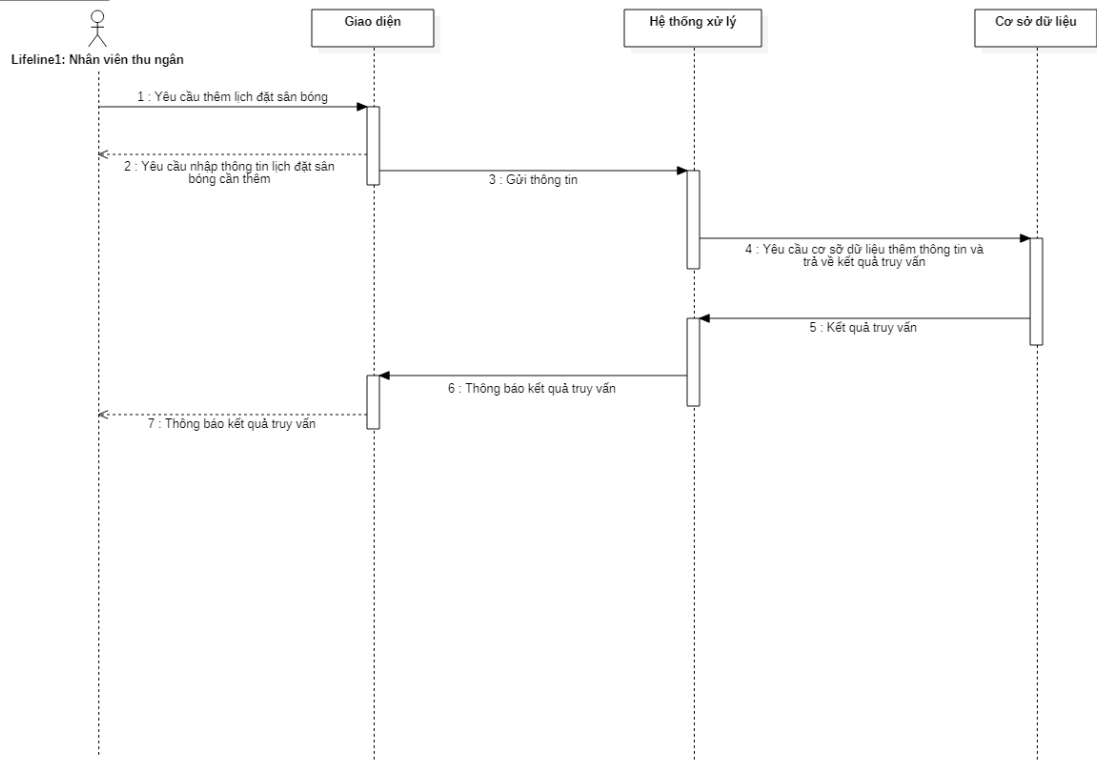 Giao diện
Hệ thống xử lý
Cơ sở dữ liệu
Lifeline1: Nhân viên thu ngân
1 : Yêu cầu thêm lịch đặt sân bóng
2 : Yêu cầu nhập thông tin lịch đặt sân
bóng cần thêm
3 : Gửi thông tin
4 : Yêu cầu cơ sỡ dữ liệu thêm thông tin và
trả về kết quả truy vấn
5 : Kết quả truy vấn
6 : Thông báo kết quả truy vấn
7 : Thông báo kết quả truy vấn